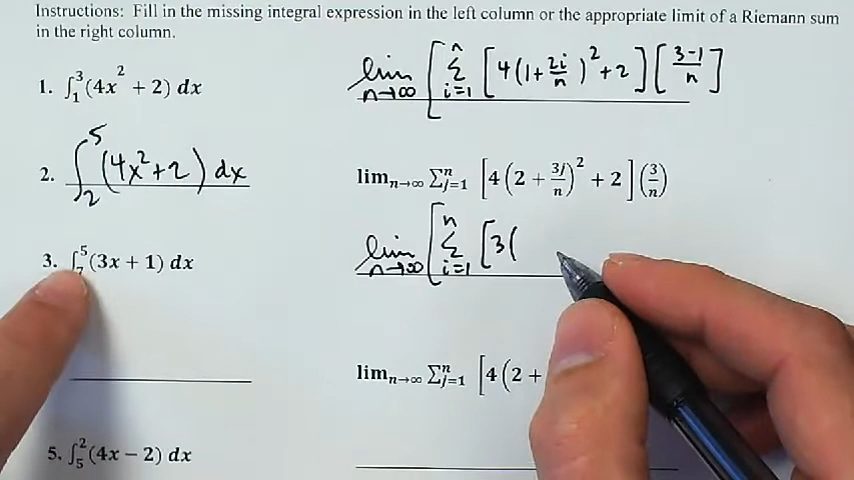 Instructions: Fill in the missing integral expression in the left column or the appropriate limit of a Riemann sum
in the right column.
1. ∫₁³(4x² + 2) dx
lim n→∞ [ Σ i=1 n [4(1+2i/n)²+2][3-1/n]
2. ∫₂⁵ (4x²+2) dx
lim n→∞ Σ j=1 n [4(2 + 3j/n)² + 2](3/n)
3. ∫₇⁵(3x + 1) dx
lim n→∞ [ Σ i=1 n [3(
lim n→∞ Σ j=1 n [4(2 +
5. ∫₅²(4x − 2) dx